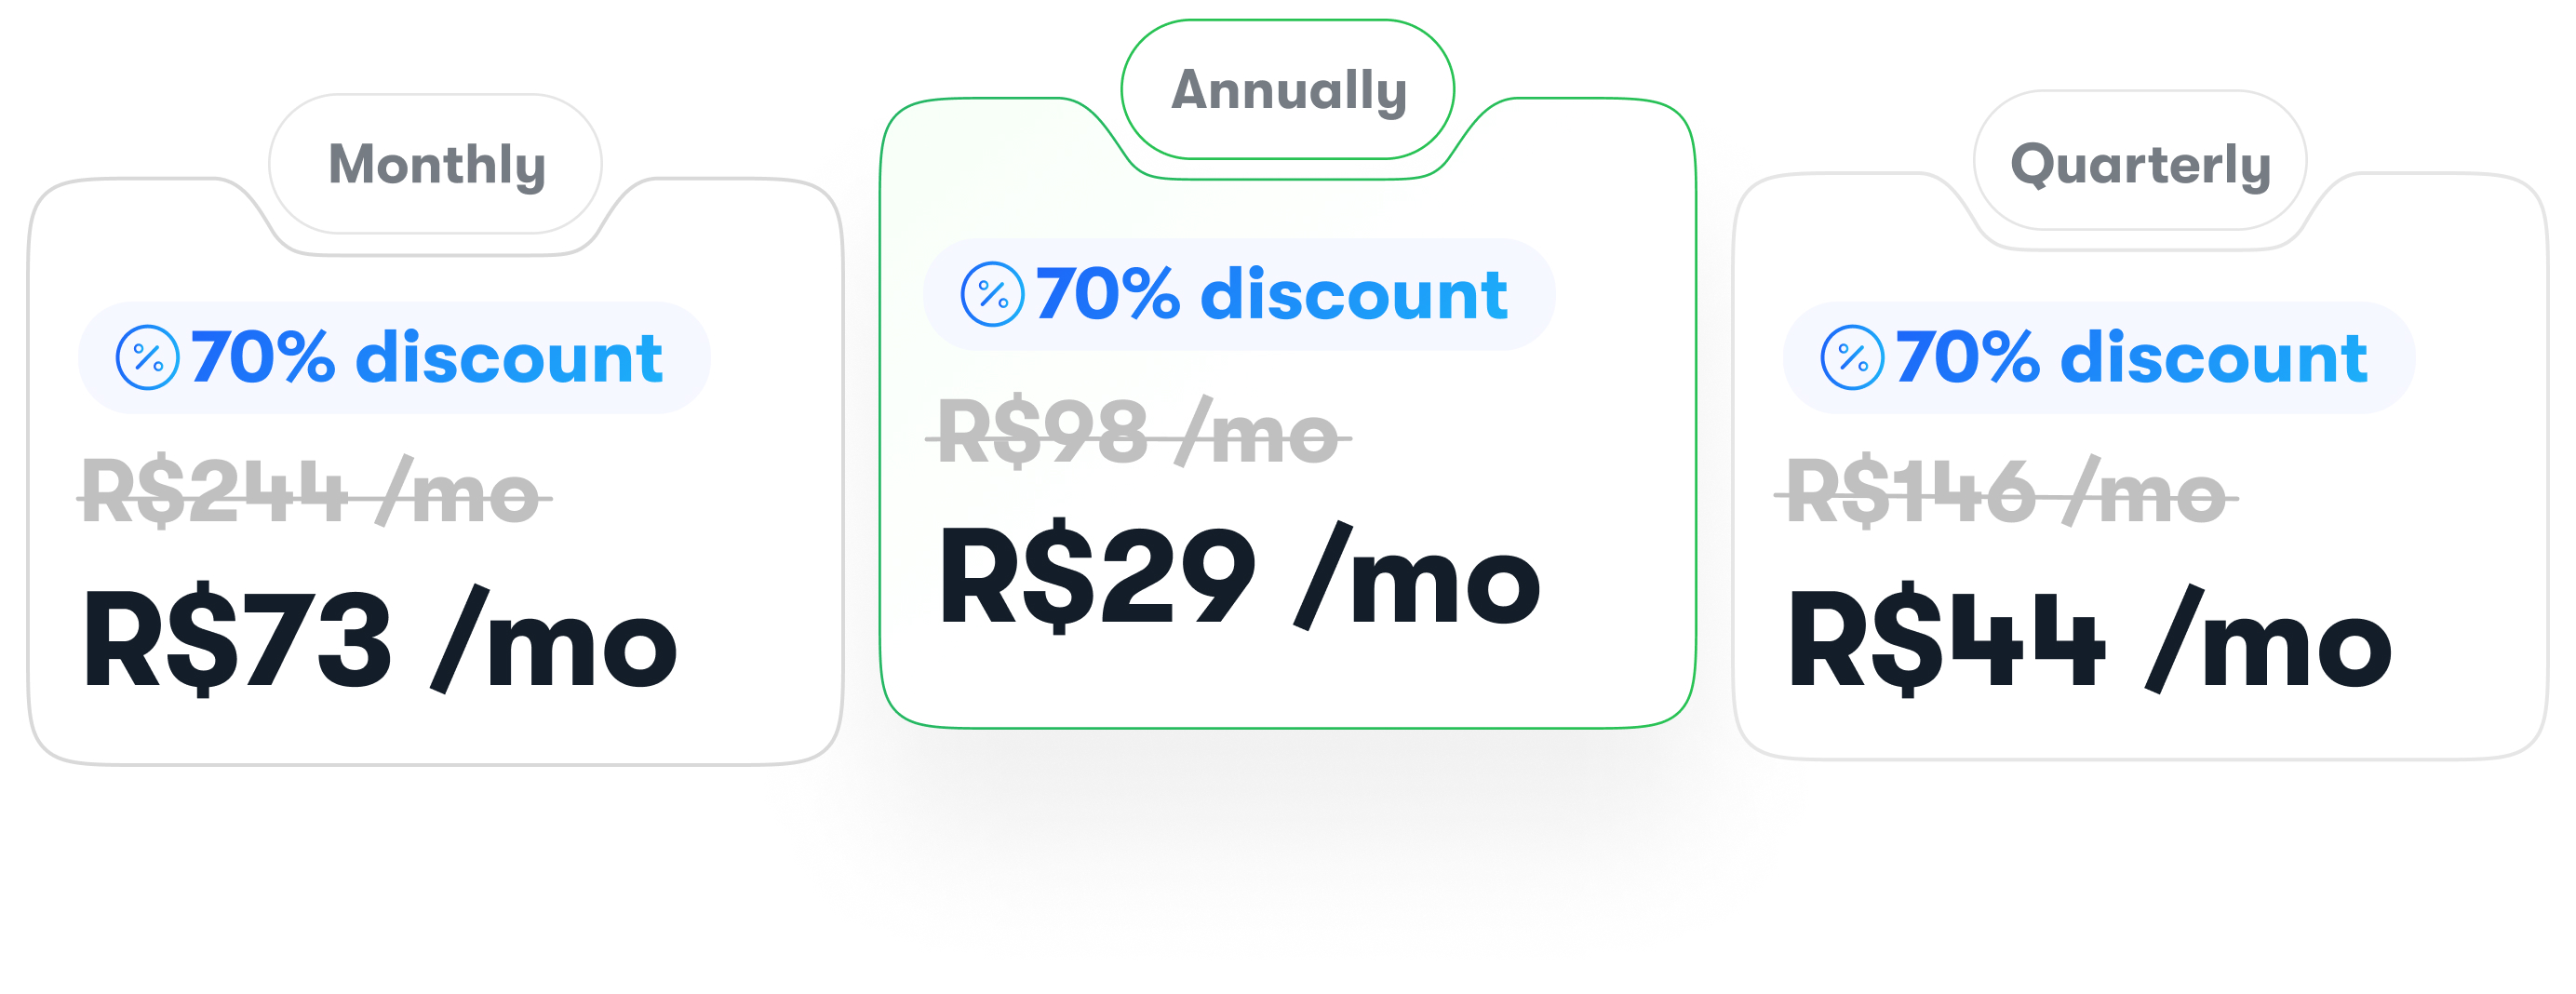 Monthly
70% discount
R$244 /mo
R$73 /mo
Annually
70% discount
R$98 /mo
R$29 /mo
Quarterly
70% discount
R$146 /mo
R$44 /mo